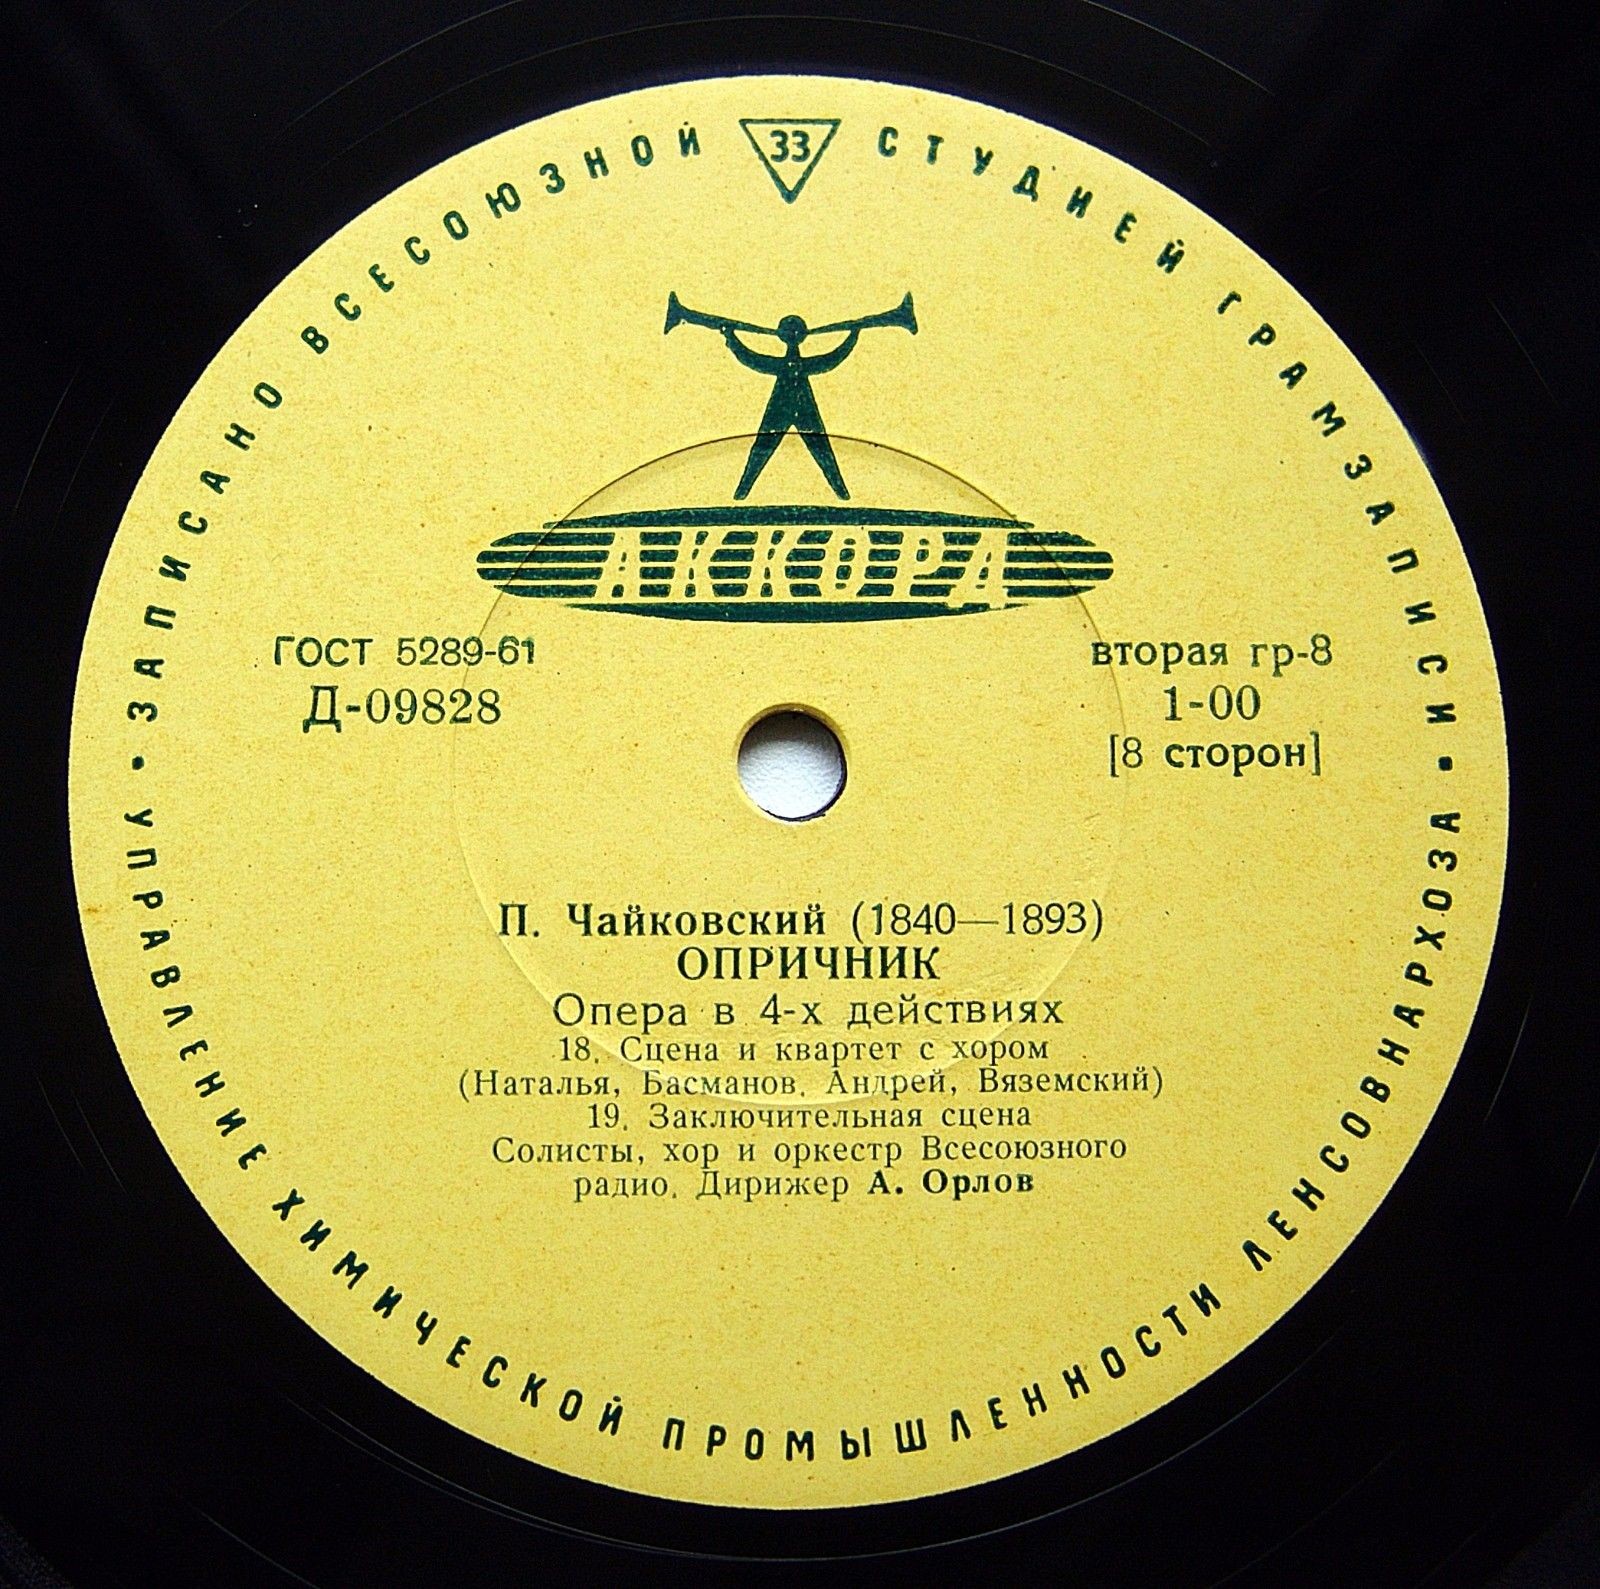 ЗАПИСАНО ВСЕСОЮЗНОЙ СТУДИЕЙ ГРАМЗАПИСИ
33
АККОРД
ГОСТ 5289-61
Д-09828
вторая гр-8
1-00
[8 сторон]
П. Чайковский (1840—1893)
ОПРИЧНИК
Опера в 4-х действиях
18. Сцена и квартет с хором
(Наталья, Басманов, Андрей, Вяземский)
19. Заключительная сцена
Солисты, хор и оркестр Всесоюзного
радио. Дирижер А. Орлов
• УПРАВЛЕНИЕ ХИМИЧЕСКОЙ ПРОМЫШЛЕННОСТИ ЛЕНСОВНАРХОЗА •